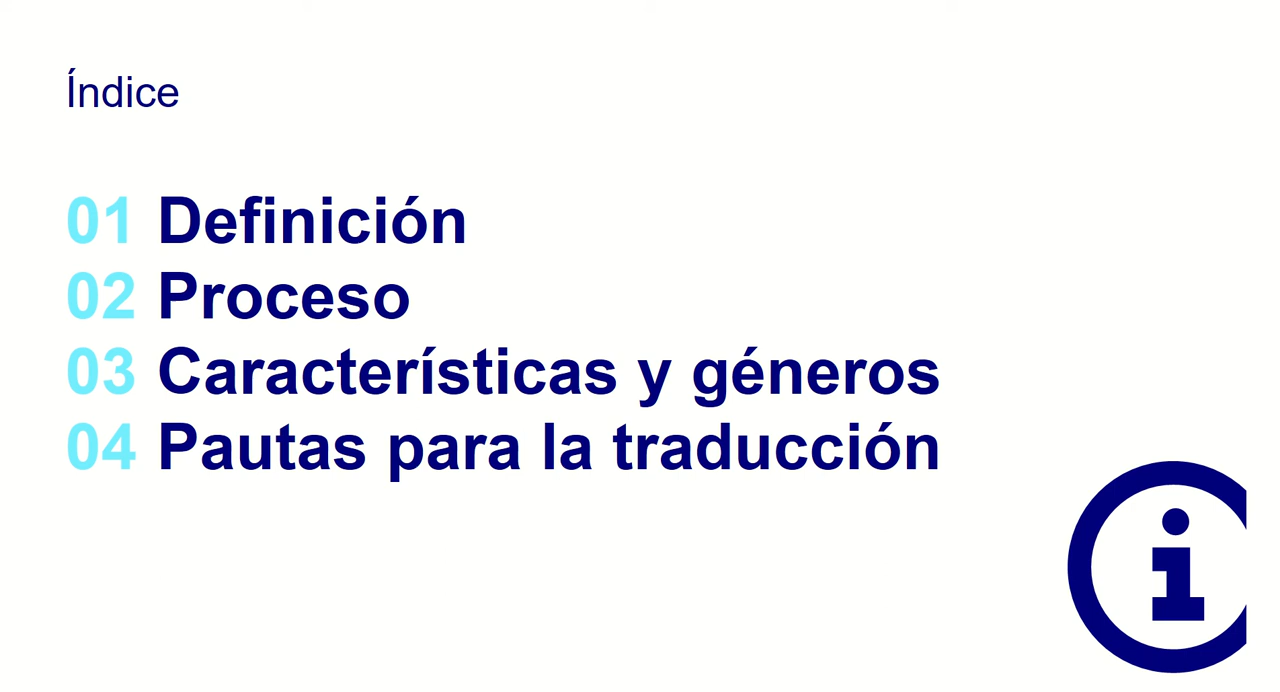 Índice
01 Definición
02 Proceso
03 Características y géneros
04 Pautas para la traducción